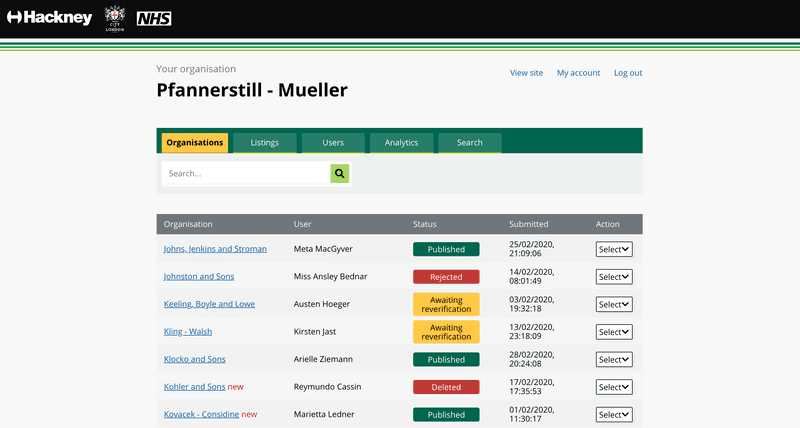 Hackney
CITY
OF
LONDON
NHS
Your organisation
Pfannerstill - Mueller
View site My account Log out
Organisations Listings Users Analytics Search
Search...
Organisation User Status Submitted Action
Johns, Jenkins and Stroman Meta MacGyver Published 25/02/2020, 21:09:06 Select
Johnston and Sons Miss Ansley Bednar Rejected 14/02/2020, 08:01:49 Select
Keeling, Boyle and Lowe Austen Hoeger Awaiting reverification 03/02/2020, 19:32:18 Select
Kling - Walsh Kirsten Jast Awaiting reverification 13/02/2020, 23:18:09 Select
Klocko and Sons Arielle Ziemann Published 28/02/2020, 20:24:08 Select
Kohler and Sons new Reymundo Cassin Deleted 17/02/2020, 17:35:53 Select
Kovacek - Considine new Marietta Ledner Published 01/02/2020, 11:30:17 Select